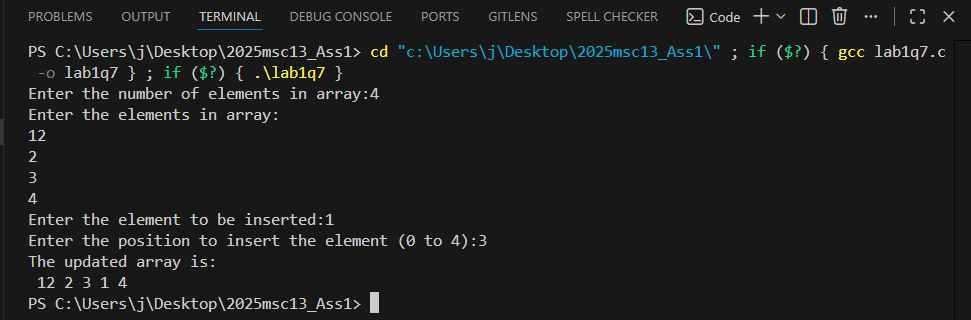 PROBLEMS OUTPUT TERMINAL DEBUG CONSOLE PORTS GITLENS SPELL CHECKER Code
PS C:\Users\j\Desktop\2025msc13_Ass1> cd "c:\Users\j\Desktop\2025msc13_Ass1\" ; if ($?) { gcc lab1q7.c
-o lab1q7 } ; if ($?) { .\lab1q7 }
Enter the number of elements in array:4
Enter the elements in array:
12
2
3
4
Enter the element to be inserted:1
Enter the position to insert the element (0 to 4):3
The updated array is:
12 2 3 1 4
PS C:\Users\j\Desktop\2025msc13_Ass1>